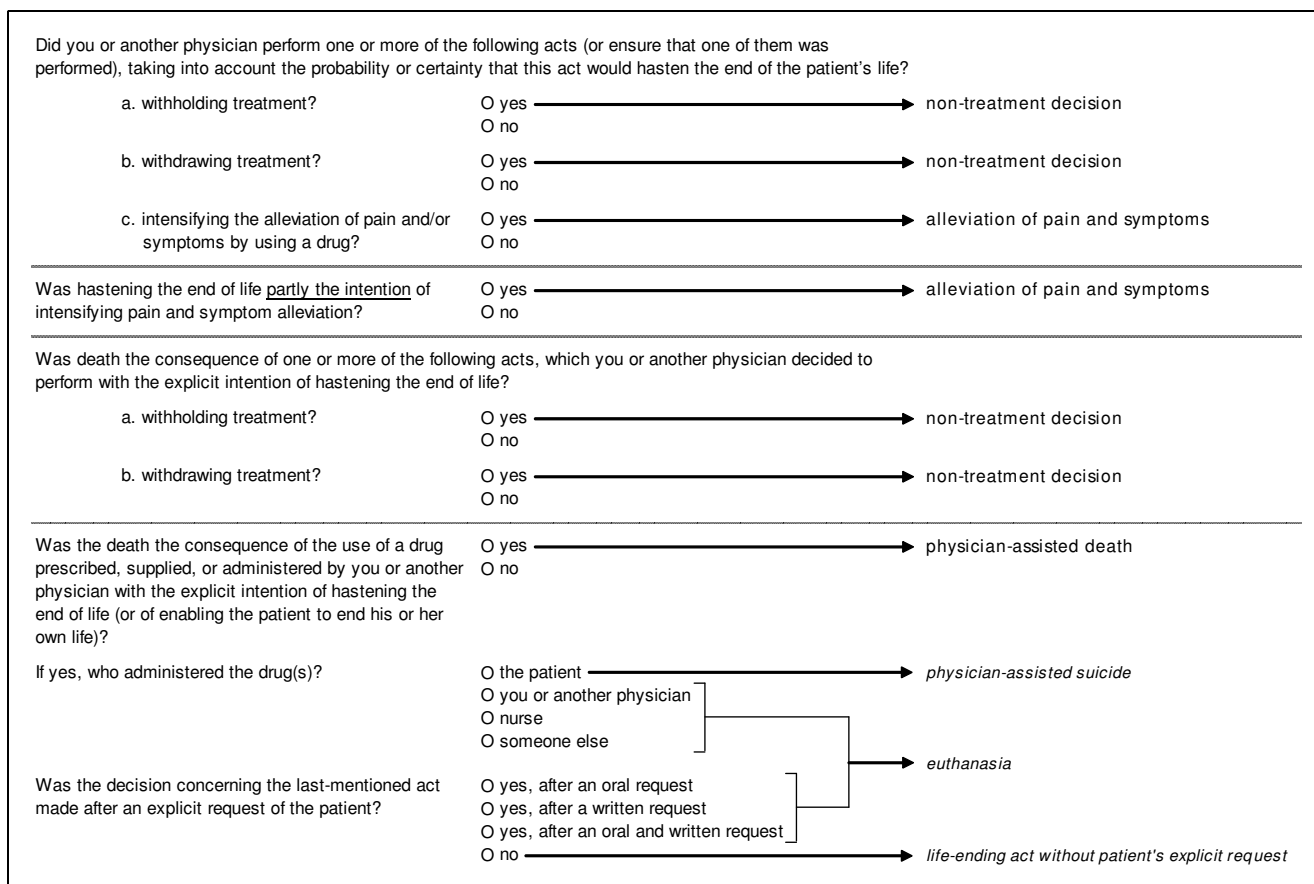 Did you or another physician perform one or more of the following acts (or ensure that one of them was
performed), taking into account the probability or certainty that this act would hasten the end of the patient's life?
a. withholding treatment? O yes non-treatment decision
O no
b. withdrawing treatment? O yes non-treatment decision
O no
c. intensifying the alleviation of pain and/or O yes alleviation of pain and symptoms
symptoms by using a drug? O no
Was hastening the end of life partly the intention of O yes alleviation of pain and symptoms
intensifying pain and symptom alleviation? O no
Was death the consequence of one or more of the following acts, which you or another physician decided to
perform with the explicit intention of hastening the end of life?
a. withholding treatment? O yes non-treatment decision
O no
b. withdrawing treatment? O yes non-treatment decision
O no
Was the death the consequence of the use of a drug O yes physician-assisted death
prescribed, supplied, or administered by you or another O no
physician with the explicit intention of hastening the
end of life (or of enabling the patient to end his or her
own life)?
If yes, who administered the drug(s)? O the patient physician-assisted suicide
O you or another physician
O nurse
O someone else
euthanasia
Was the decision concerning the last-mentioned act O yes, after an oral request
made after an explicit request of the patient? O yes, after a written request
O yes, after an oral and written request
O no life-ending act without patient's explicit request